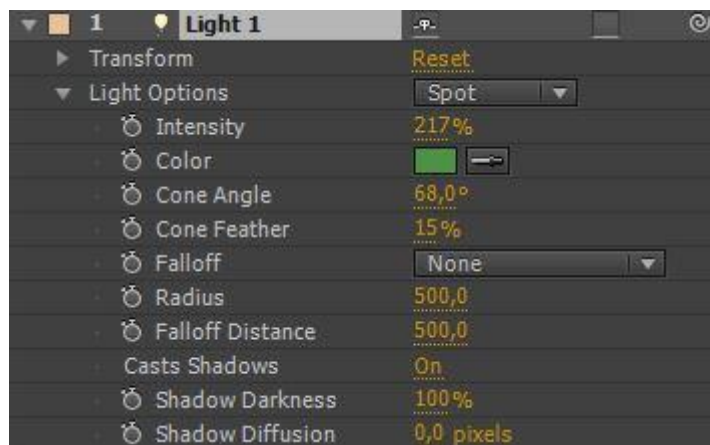 1 Light 1
Transform Reset
Light Options Spot
Intensity 217%
Color
Cone Angle 68,0°
Cone Feather 15%
Falloff None
Radius 500,0
Falloff Distance 500,0
Casts Shadows On
Shadow Darkness 100%
Shadow Diffusion 0,0 pixels